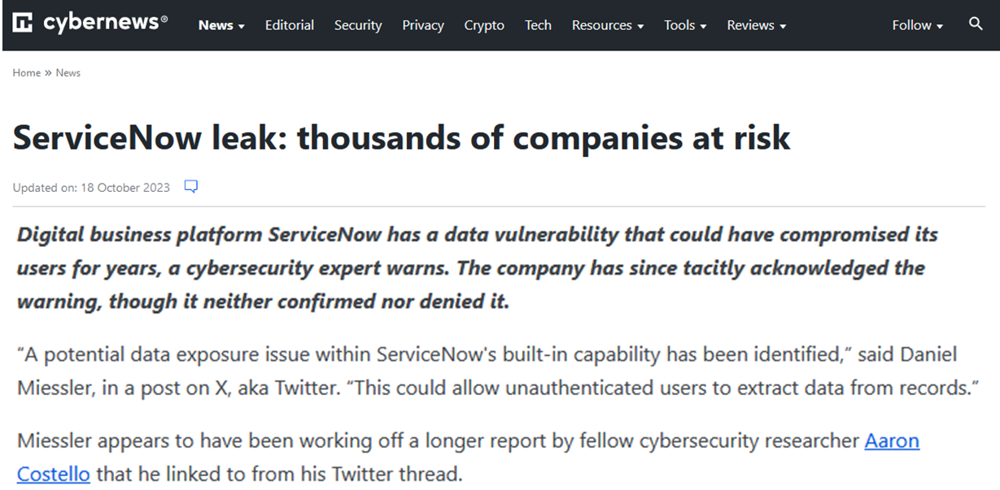 cybernews® News Editorial Security Privacy Crypto Tech Resources Tools Reviews Follow
Home » News
ServiceNow leak: thousands of companies at risk
Updated on: 18 October 2023
Digital business platform ServiceNow has a data vulnerability that could have compromised its
users for years, a cybersecurity expert warns. The company has since tacitly acknowledged the
warning, though it neither confirmed nor denied it.
“A potential data exposure issue within ServiceNow's built-in capability has been identified,” said Daniel
Miessler, in a post on X, aka Twitter. “This could allow unauthenticated users to extract data from records.”
Miessler appears to have been working off a longer report by fellow cybersecurity researcher Aaron
Costello that he linked to from his Twitter thread.